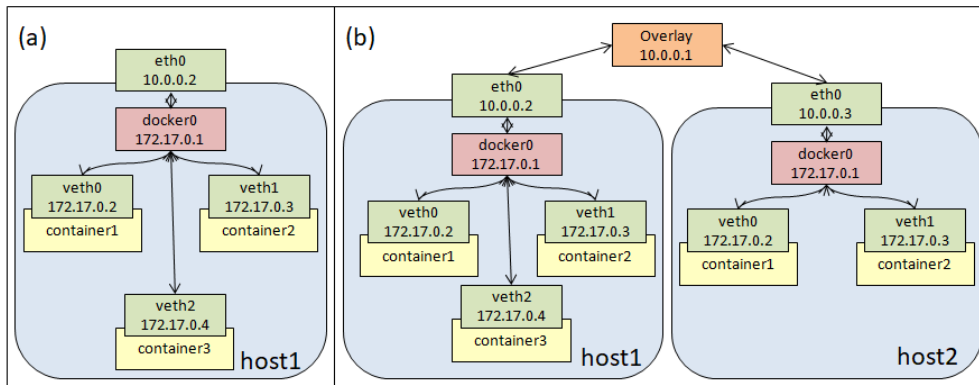 (a)
eth0
10.0.0.2
docker0
172.17.0.1
veth0
172.17.0.2
container1
veth1
172.17.0.3
container2
veth2
172.17.0.4
container3
host1
(b)
Overlay
10.0.0.1
eth0
10.0.0.2
docker0
172.17.0.1
veth0
172.17.0.2
container1
veth1
172.17.0.3
container2
veth2
172.17.0.4
container3
host1
eth0
10.0.0.3
docker0
172.17.0.1
veth0
172.17.0.2
container1
veth1
172.17.0.3
container2
host2